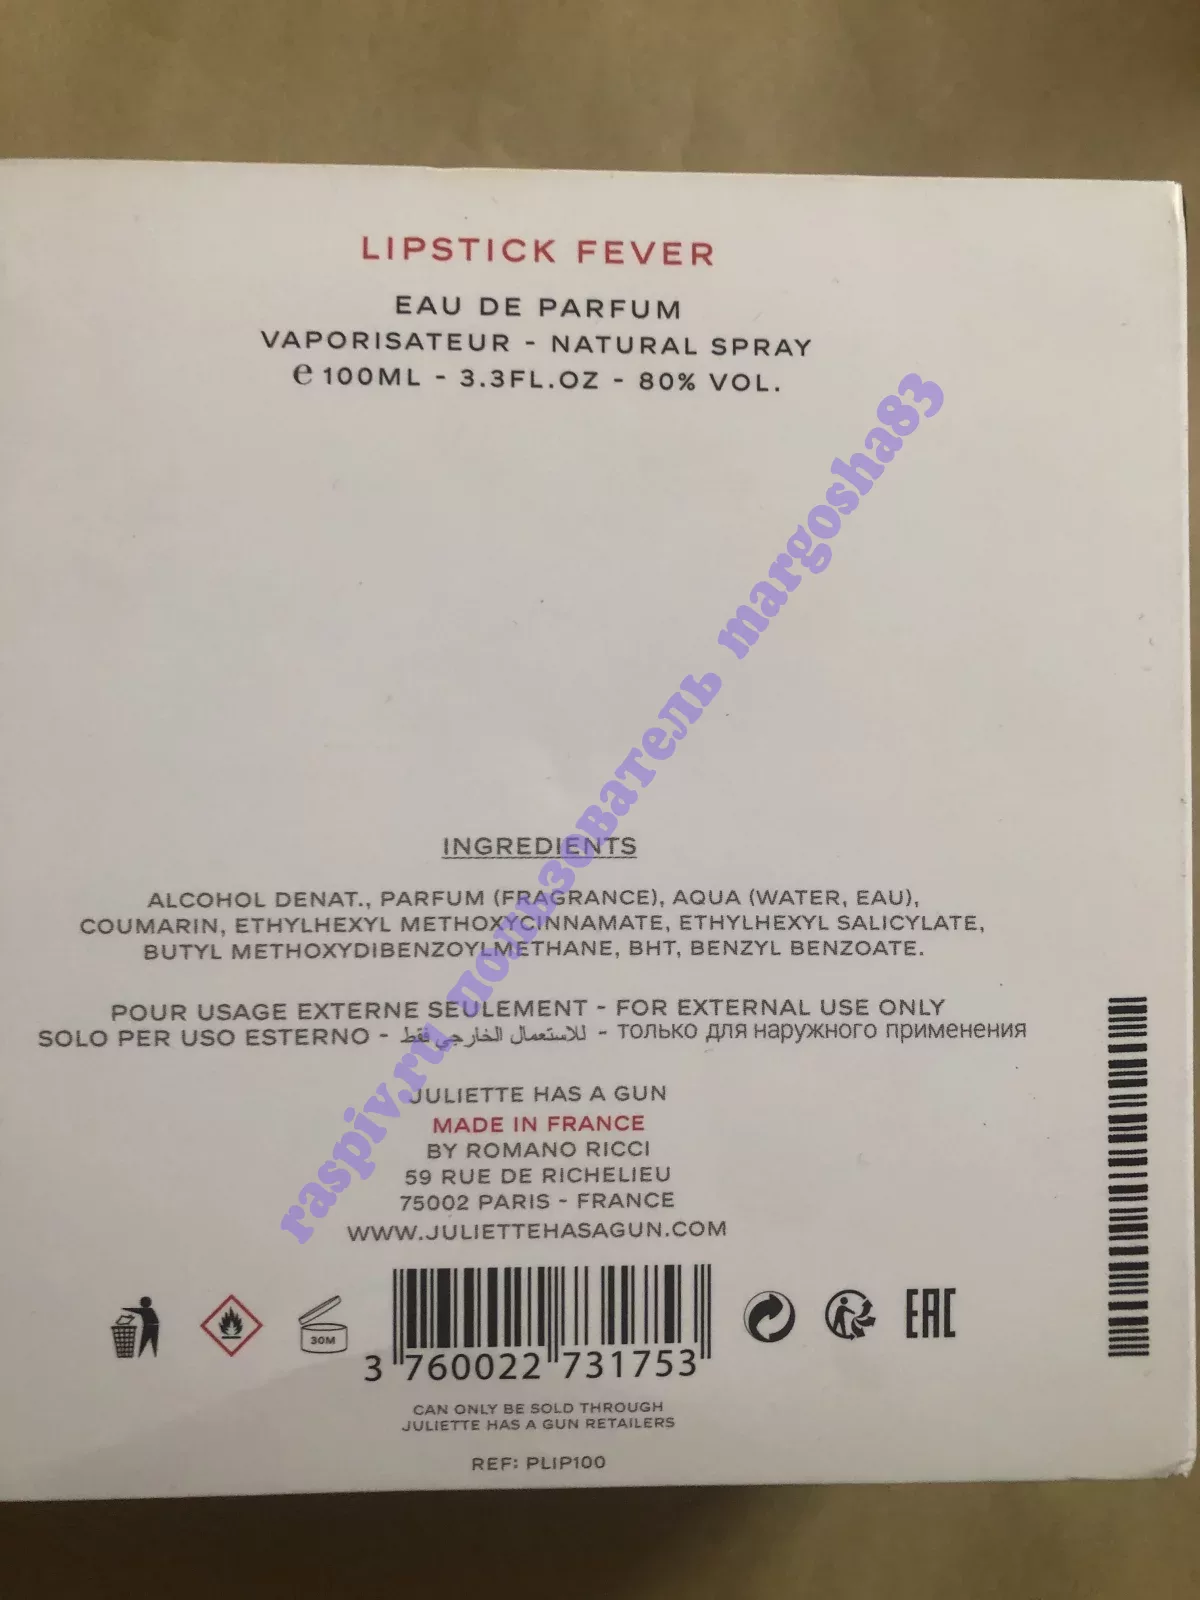 LIPSTICK FEVER
EAU DE PARFUM
VAPORISATEUR - NATURAL SPRAY
℮ 100ML - 3.3FL.OZ - 80% VOL.
raspiv.ru пользователь margosha83
INGREDIENTS
ALCOHOL DENAT., PARFUM (FRAGRANCE), AQUA (WATER, EAU),
COUMARIN, ETHYLHEXYL METHOXYCINNAMATE, ETHYLHEXYL SALICYLATE,
BUTYL METHOXYDIBENZOYLMETHANE, BHT, BENZYL BENZOATE.
POUR USAGE EXTERNE SEULEMENT - FOR EXTERNAL USE ONLY
SOLO PER USO ESTERNO - للاستعمال الخارجي فقط - только для наружного применения
JULIETTE HAS A GUN
MADE IN FRANCE
BY ROMANO RICCI
59 RUE DE RICHELIEU
75002 PARIS - FRANCE
WWW.JULIETTEHASAGUN.COM
30M
EAC
3 760022 731753
CAN ONLY BE SOLD THROUGH
JULIETTE HAS A GUN RETAILERS
REF: PLIP100